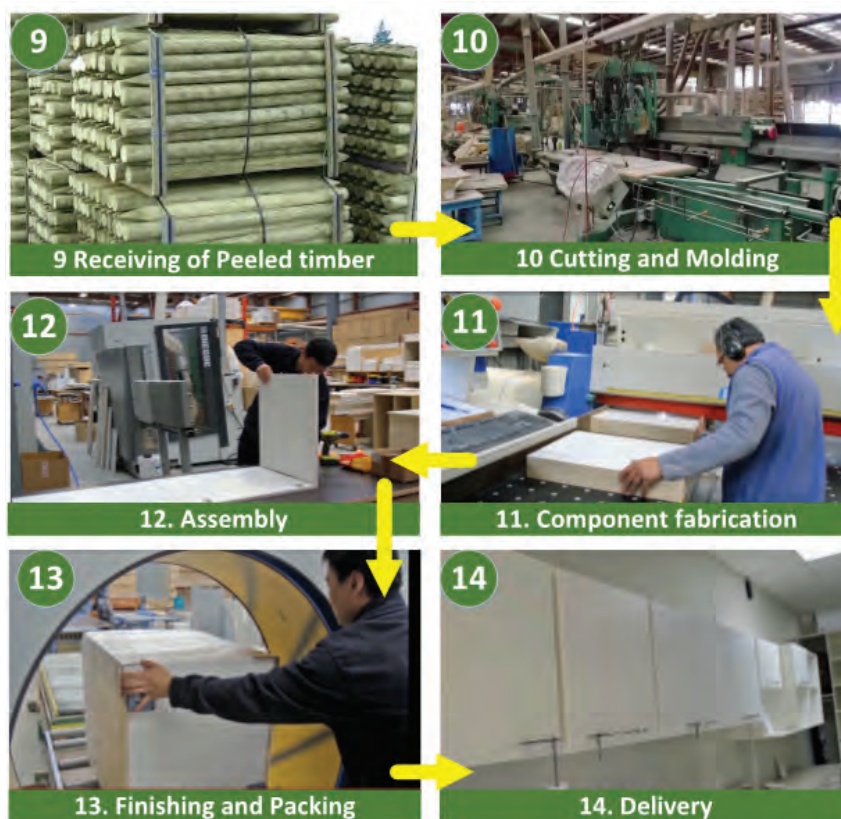 9
9 Receiving of Peeled timber
10
10 Cutting and Molding
11
11. Component fabrication
12
12. Assembly
13
13. Finishing and Packing
14
14. Delivery